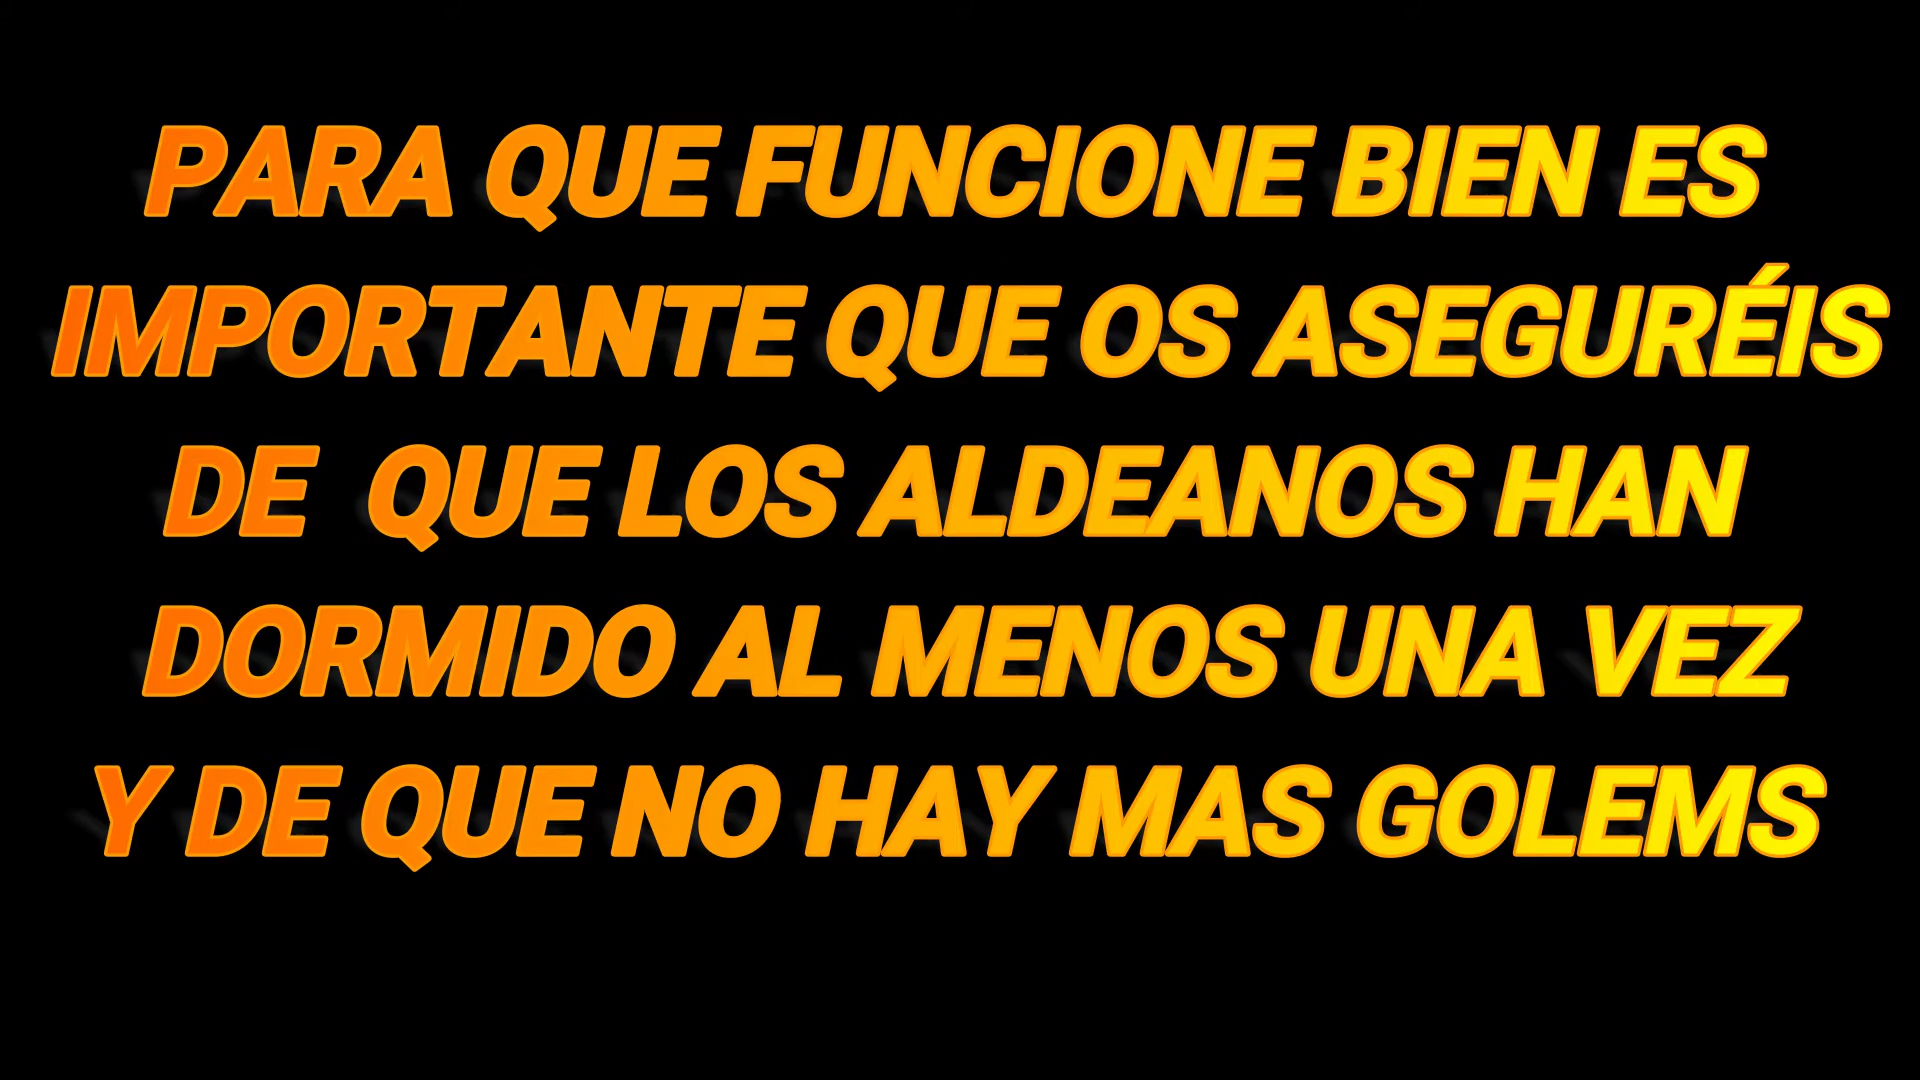 PARA QUE FUNCIONE BIEN ES
IMPORTANTE QUE OS ASEGURÉIS
DE QUE LOS ALDEANOS HAN
DORMIDO AL MENOS UNA VEZ
Y DE QUE NO HAY MAS GOLEMS